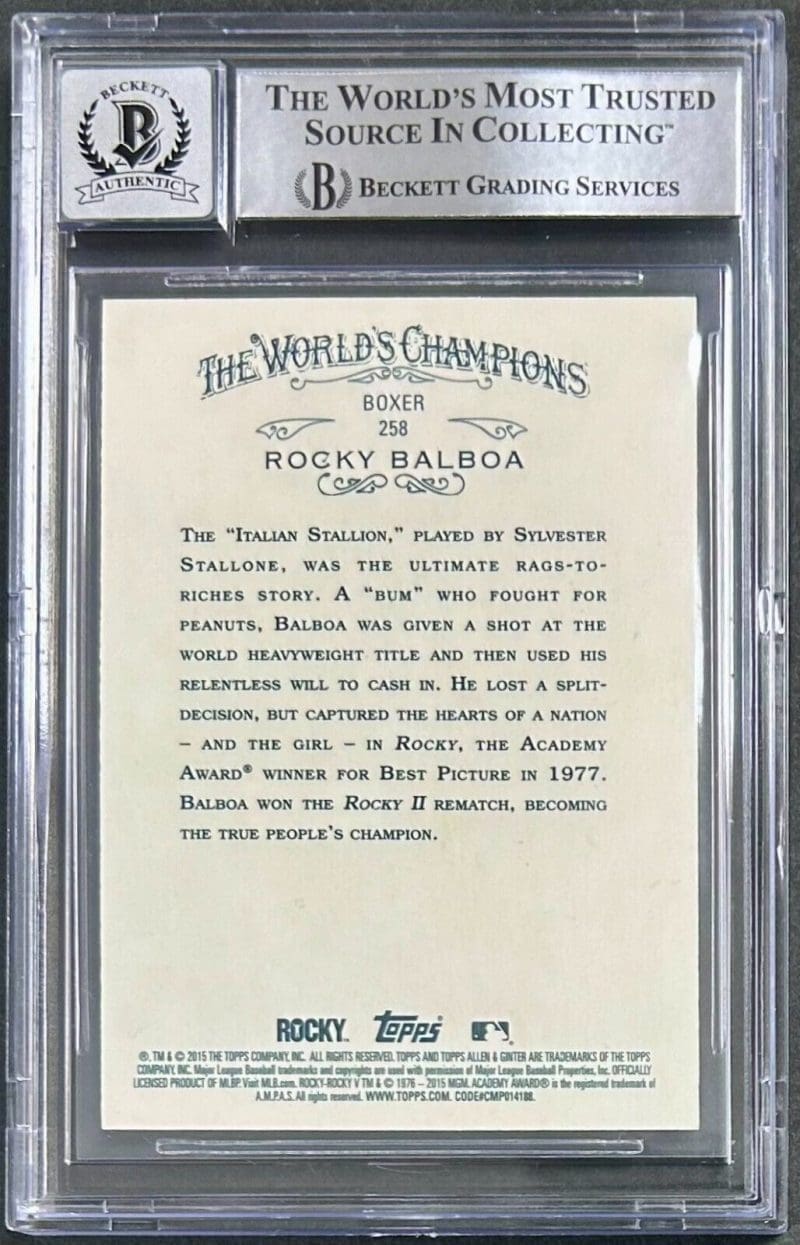 BECKETT
B
AUTHENTIC
THE WORLD'S MOST TRUSTED
SOURCE IN COLLECTING™
B BECKETT GRADING SERVICES
THE WORLD'S CHAMPIONS
BOXER
258
ROCKY BALBOA
THE "ITALIAN STALLION," PLAYED BY SYLVESTER
STALLONE, WAS THE ULTIMATE RAGS-TO-
RICHES STORY. A "BUM" WHO FOUGHT FOR
PEANUTS, BALBOA WAS GIVEN A SHOT AT THE
WORLD HEAVYWEIGHT TITLE AND THEN USED HIS
RELENTLESS WILL TO CASH IN. HE LOST A SPLIT-
DECISION, BUT CAPTURED THE HEARTS OF A NATION
– AND THE GIRL – IN ROCKY, THE ACADEMY
AWARD® WINNER FOR BEST PICTURE IN 1977.
BALBOA WON THE ROCKY II REMATCH, BECOMING
THE TRUE PEOPLE'S CHAMPION.
ROCKY™ Topps
®, TM & © 2015 THE TOPPS COMPANY, INC. ALL RIGHTS RESERVED. TOPPS AND TOPPS ALLEN & GINTER ARE TRADEMARKS OF THE TOPPS
COMPANY, INC. Major League Baseball trademarks and copyrights are used with permission of Major League Baseball Properties, Inc. OFFICIALLY
LICENSED PRODUCT OF MLBP. Visit MLB.com. ROCKY-ROCKY V TM & © 1976 – 2015 MGM. ACADEMY AWARD® is the registered trademark of
A.M.P.A.S. All rights reserved. WWW.TOPPS.COM. CODE#CMP014188.